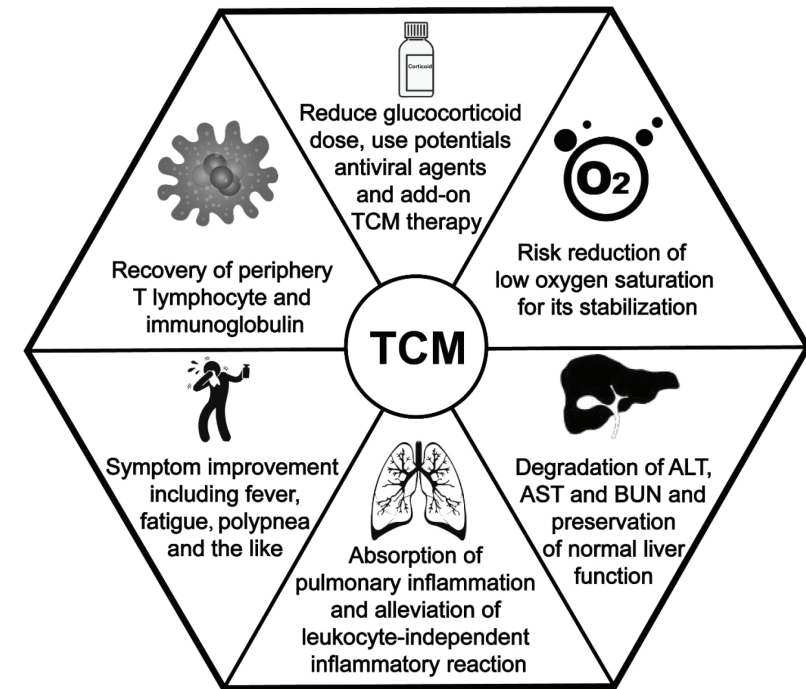 Corticoid
Reduce glucocorticoid
dose, use potentials
antiviral agents
and add-on
TCM therapy
O2
Risk reduction of
low oxygen saturation
for its stabilization
Recovery of periphery
T lymphocyte and
immunoglobulin
TCM
Symptom improvement
including fever,
fatigue, polypnea
and the like
Absorption of
pulmonary inflammation
and alleviation of
leukocyte-independent
inflammatory reaction
Degradation of ALT,
AST and BUN and
preservation
of normal liver
function